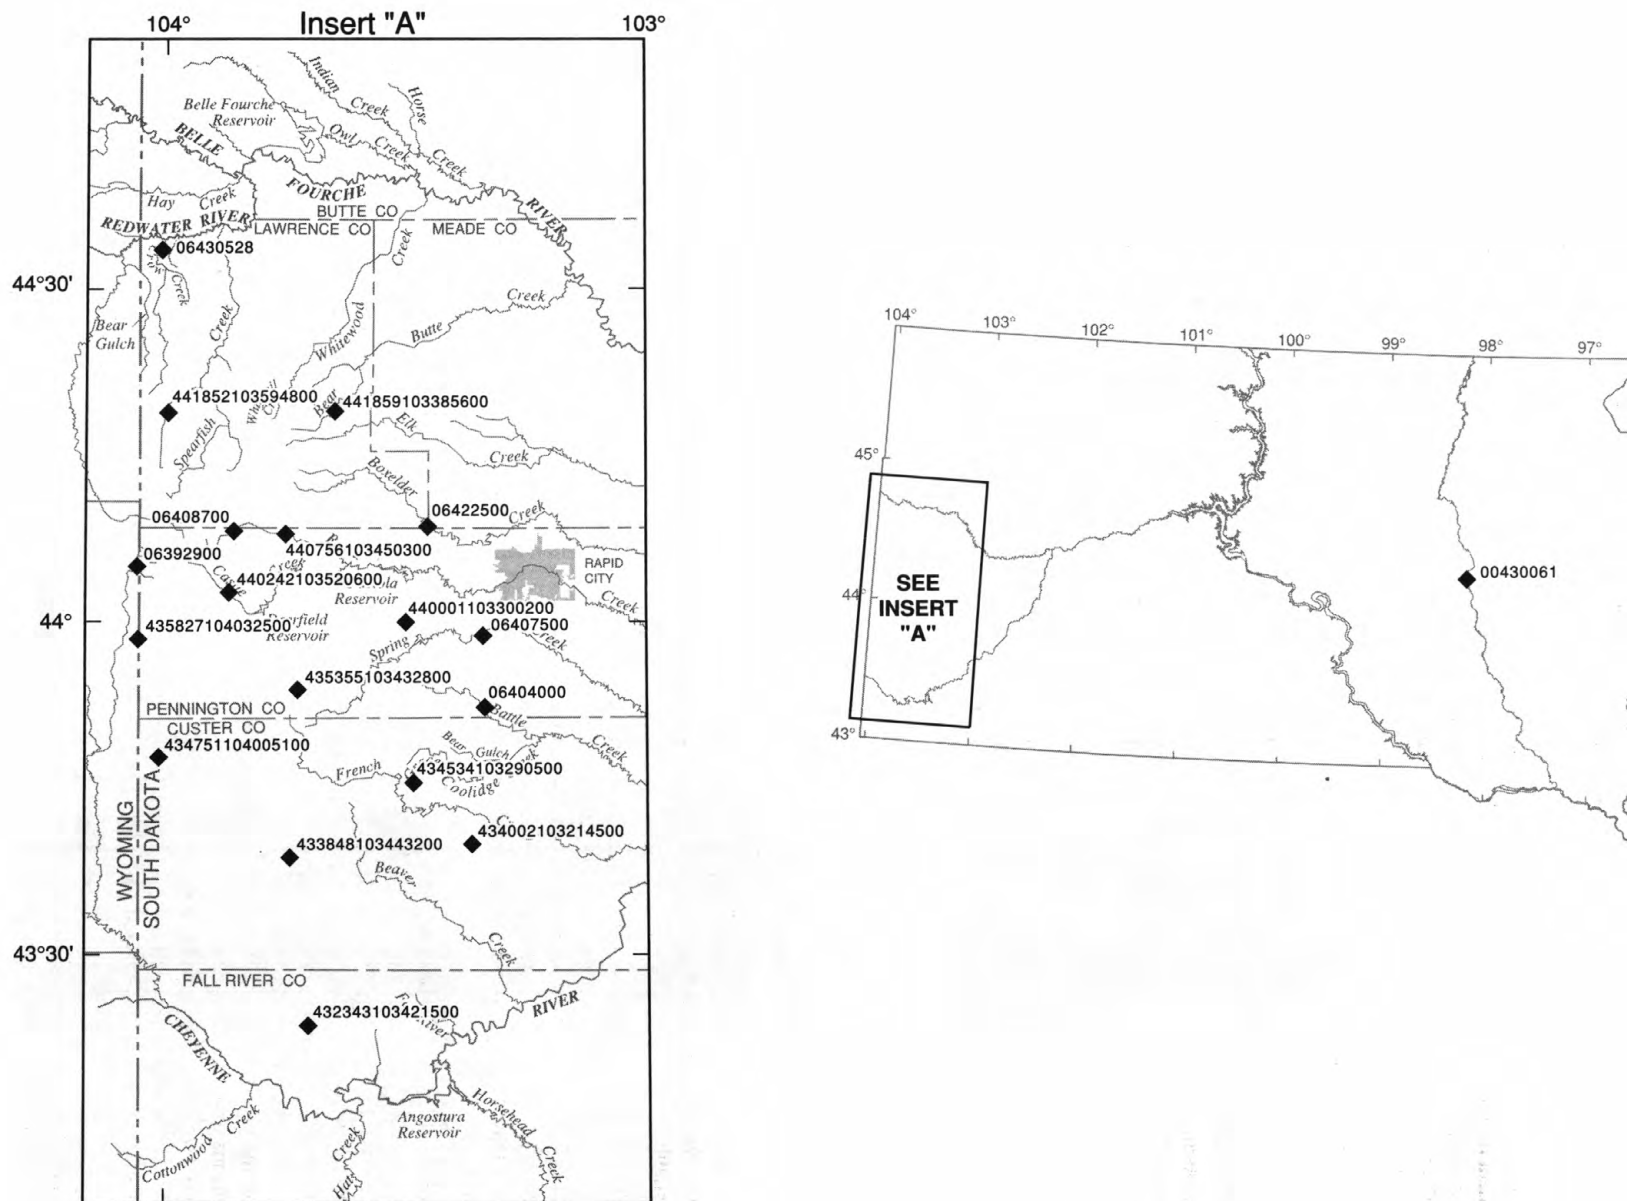 104°
Insert "A"
103°
Indian
Creek
Horse
Creek
Belle Fourche
Reservoir
Owl
Creek
BELLE
FOURCHE
RIVER
Hay Creek
REDWATER RIVER
BUTTE CO
LAWRENCE CO
MEADE CO
06430528
Crow
Creek
Creek
44°30'
Creek
Bear
Gulch
Creek
Whitewood
Butte
441852103594800
441859103385600
Bear
Elk
Creek
Spearfish
Boxelder
06408700
06422500
Creek
06392900
440756103450300
RAPID
CITY
440242103520600
Castle
Reservoir
Creek
440001103300200
44°
435827104032500
Reservoir
06407500
Creek
Spring
435355103432800
06404000
PENNINGTON CO
CUSTER CO
Battle
Creek
434751104005100
Bear Gulch
French
434534103290500
Coolidge
WYOMING
SOUTH DAKOTA
434002103214500
433848103443200
Beaver
Creek
43°30'
FALL RIVER CO
432343103421500
River
RIVER
CHEYENNE
Angostura
Reservoir
Horsehead
Creek
Cottonwood
Creek
Hat
Creek
104°
103°
102°
101°
100°
99°
98°
97°
45°
44°
43°
SEE
INSERT
"A"
00430061